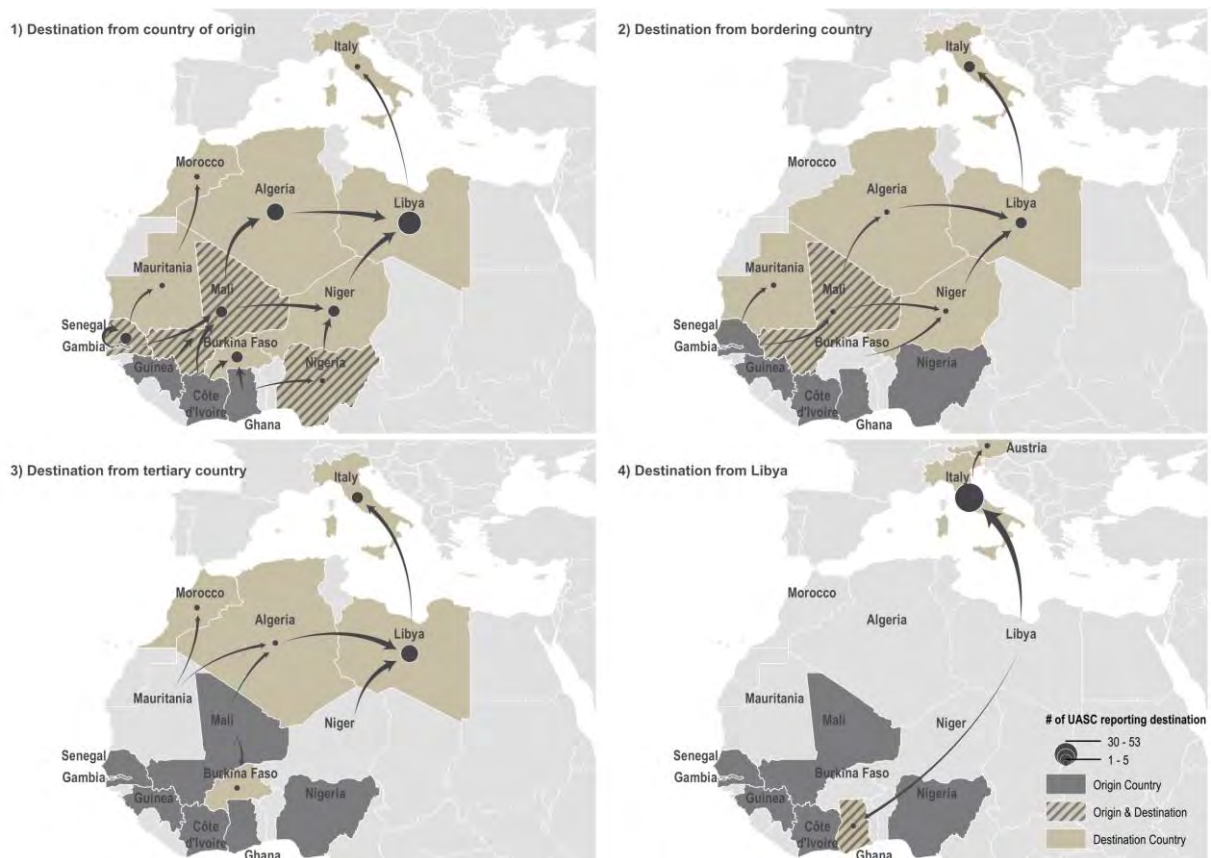 1) Destination from country of origin
Italy
Morocco
Algeria
Libya
Mauritania
Mali
Niger
Senegal
Gambia
Burkina Faso
Guinea
Nigeria
Côte
d'Ivoire
Ghana
2) Destination from bordering country
Italy
Morocco
Algeria
Libya
Mauritania
Mali
Niger
Senegal
Gambia
Burkina Faso
Guinea
Nigeria
Côte
d'Ivoire
Ghana
3) Destination from tertiary country
Italy
Morocco
Algeria
Libya
Mauritania
Mali
Niger
Senegal
Gambia
Burkina Faso
Guinea
Nigeria
Côte
d'Ivoire
Ghana
4) Destination from Libya
Austria
Italy
Morocco
Algeria
Libya
Mauritania
Mali
Niger
Senegal
Gambia
Burkina Faso
Guinea
Nigeria
Côte
d'Ivoire
Ghana
# of UASC reporting destination
30 - 53
1 - 5
Origin Country
Origin & Destination
Destination Country